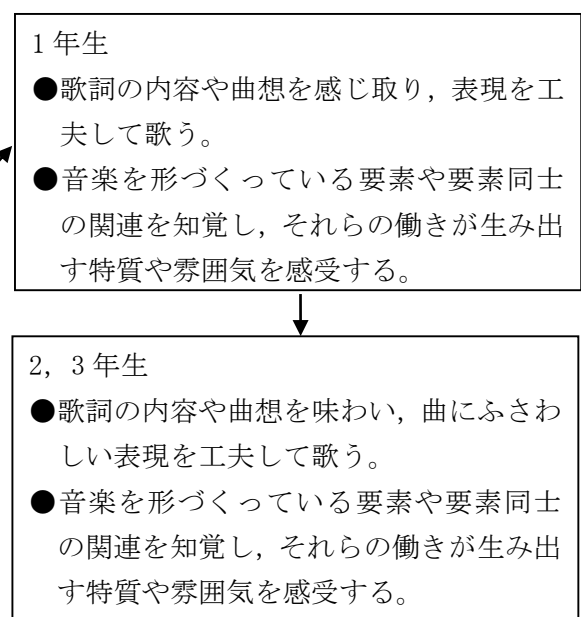 1年生
●歌詞の内容や曲想を感じ取り，表現を工
夫して歌う。
●音楽を形づくっている要素や要素同士
の関連を知覚し，それらの働きが生み出
す特質や雰囲気を感受する。
2，3年生
●歌詞の内容や曲想を味わい，曲にふさわ
しい表現を工夫して歌う。
●音楽を形づくっている要素や要素同士
の関連を知覚し，それらの働きが生み出
す特質や雰囲気を感受する。